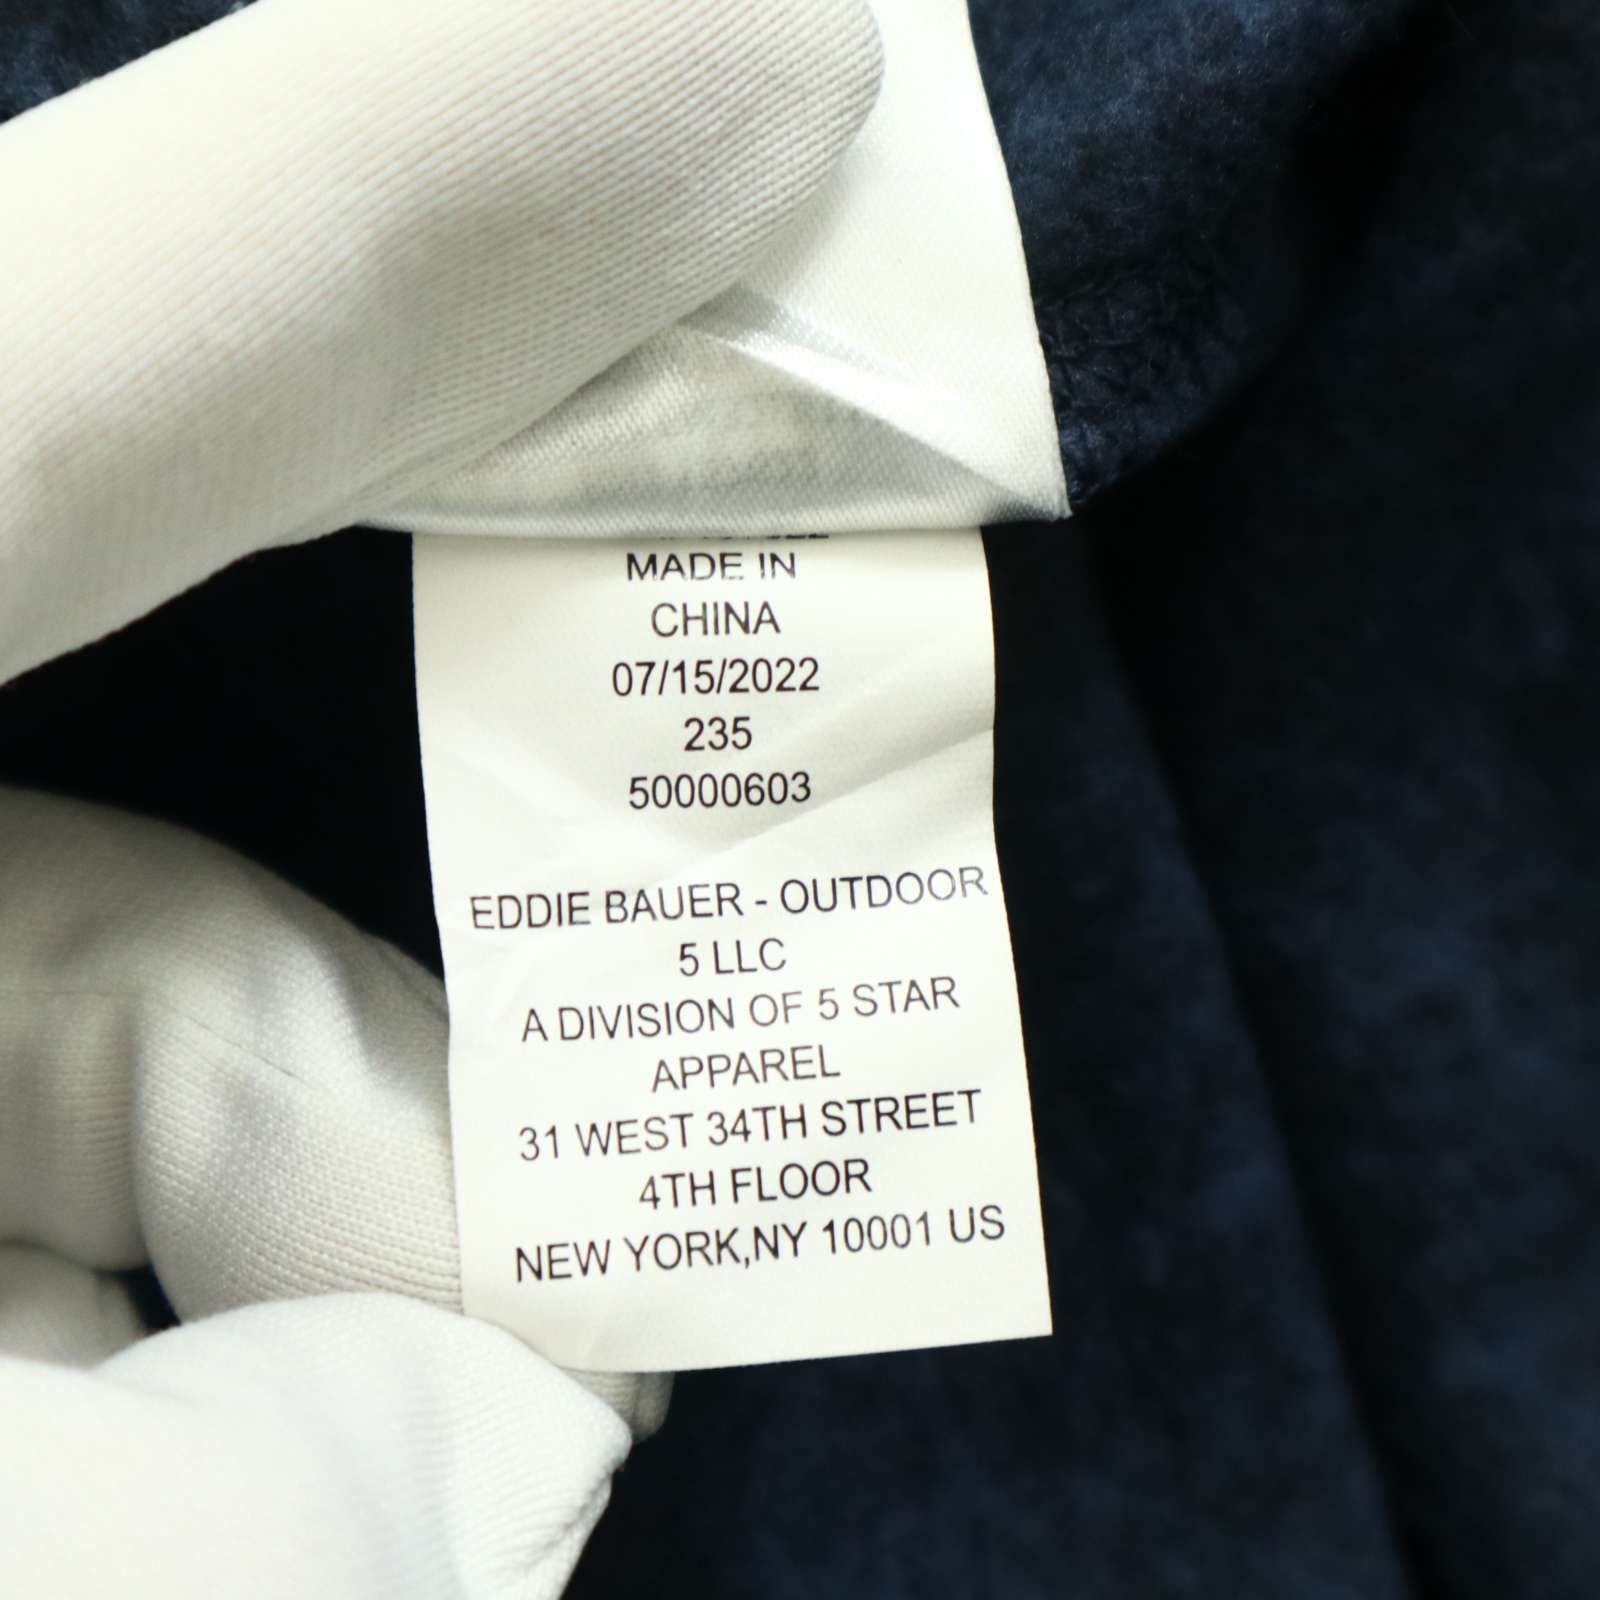 MADE IN
CHINA
07/15/2022
235
50000603
EDDIE BAUER - OUTDOOR
5 LLC
A DIVISION OF 5 STAR
APPAREL
31 WEST 34TH STREET
4TH FLOOR
NEW YORK,NY 10001 US